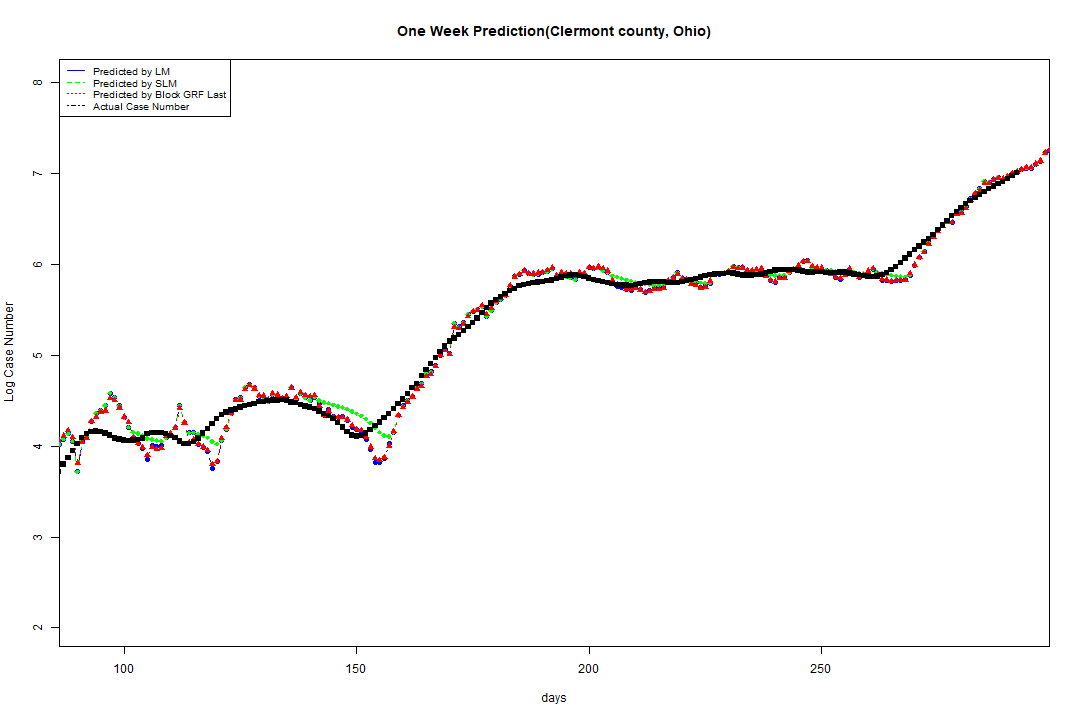 One Week Prediction(Clermont county, Ohio)
Predicted by LM
Predicted by SLM
Predicted by Block GRF Last
Actual Case Number
8
7
6
5
4
3
2
Log Case Number
100 150 200 250
days